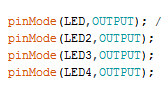 pinMode(LED,OUTPUT); /
pinMode(LED2,OUTPUT);
pinMode(LED3,OUTPUT);
pinMode(LED4,OUTPUT);